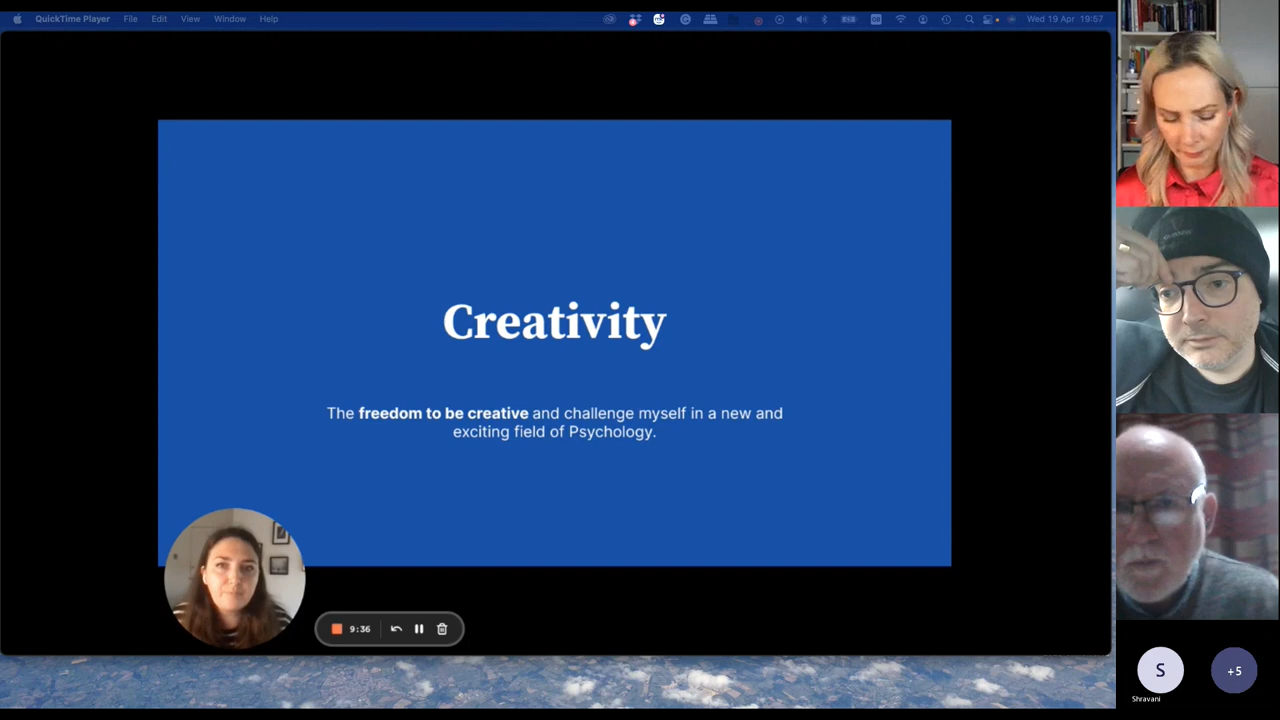 QuickTime Player File Edit View Window Help
Wed 19 Apr 19:57
Creativity
The freedom to be creative and challenge myself in a new and
exciting field of Psychology.
9:36
S
+5
Shravani